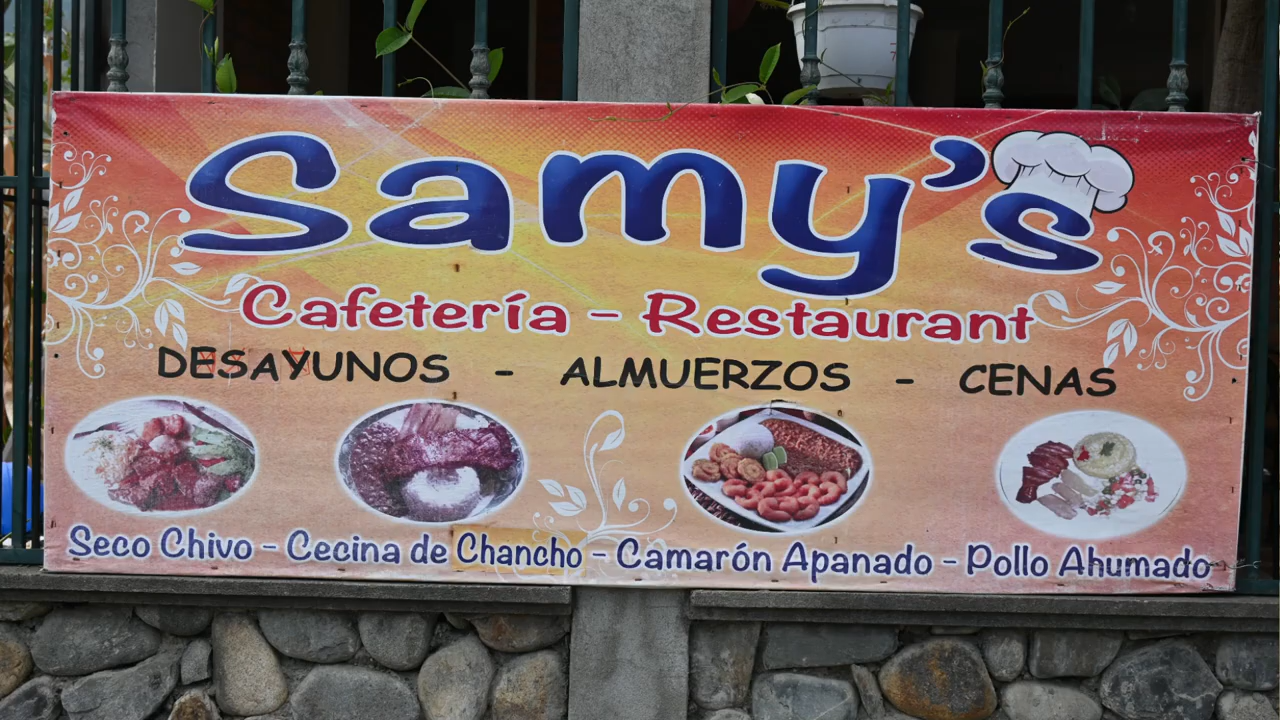 Samy's
Cafetería - Restaurant
DESAYUNOS - ALMUERZOS - CENAS
Seco Chivo - Cecina de Chancho - Camarón Apanado - Pollo Ahumado